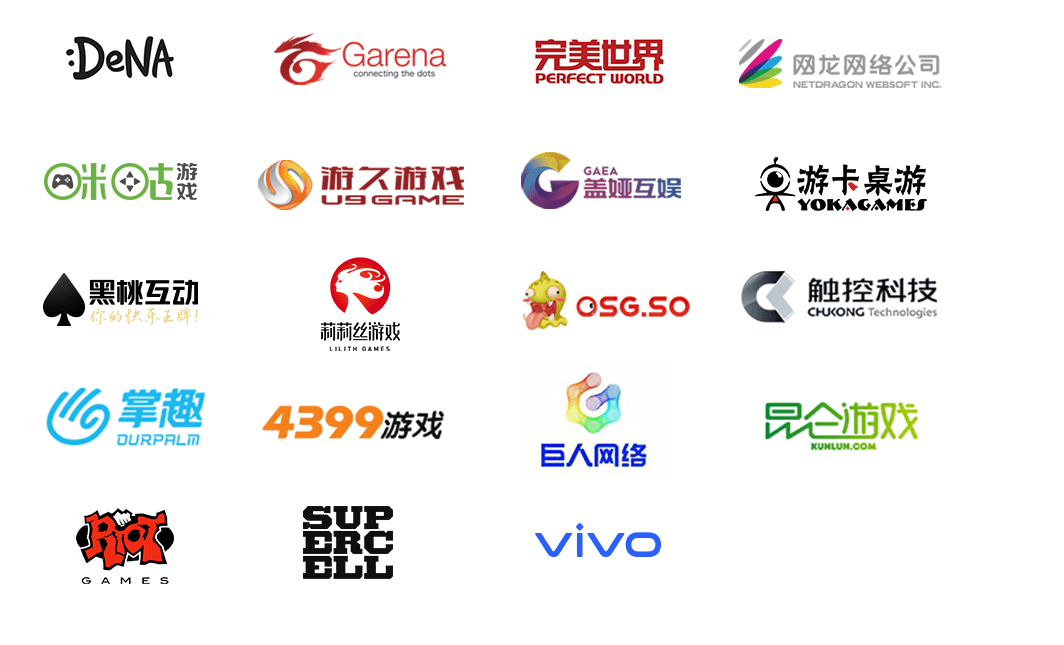 :DeNA
Garena
connecting the dots
完美世界
PERFECT WORLD
网龙网络公司
NETDRAGON WEBSOFT INC.
咪咕游戏
游久游戏
U9 GAME
GAEA
盖娅互娱
游卡桌游
YOKAGAMES
黑桃互动
你的快乐王牌!
莉莉丝游戏
LILITH GAMES
OSG.SO
触控科技
CHUKONG Technologies
掌趣
OURPALM
4399游戏
巨人网络
昆仑游戏
KUNLUN.COM
RIOT
GAMES
SUP
ERC
ELL
vivo